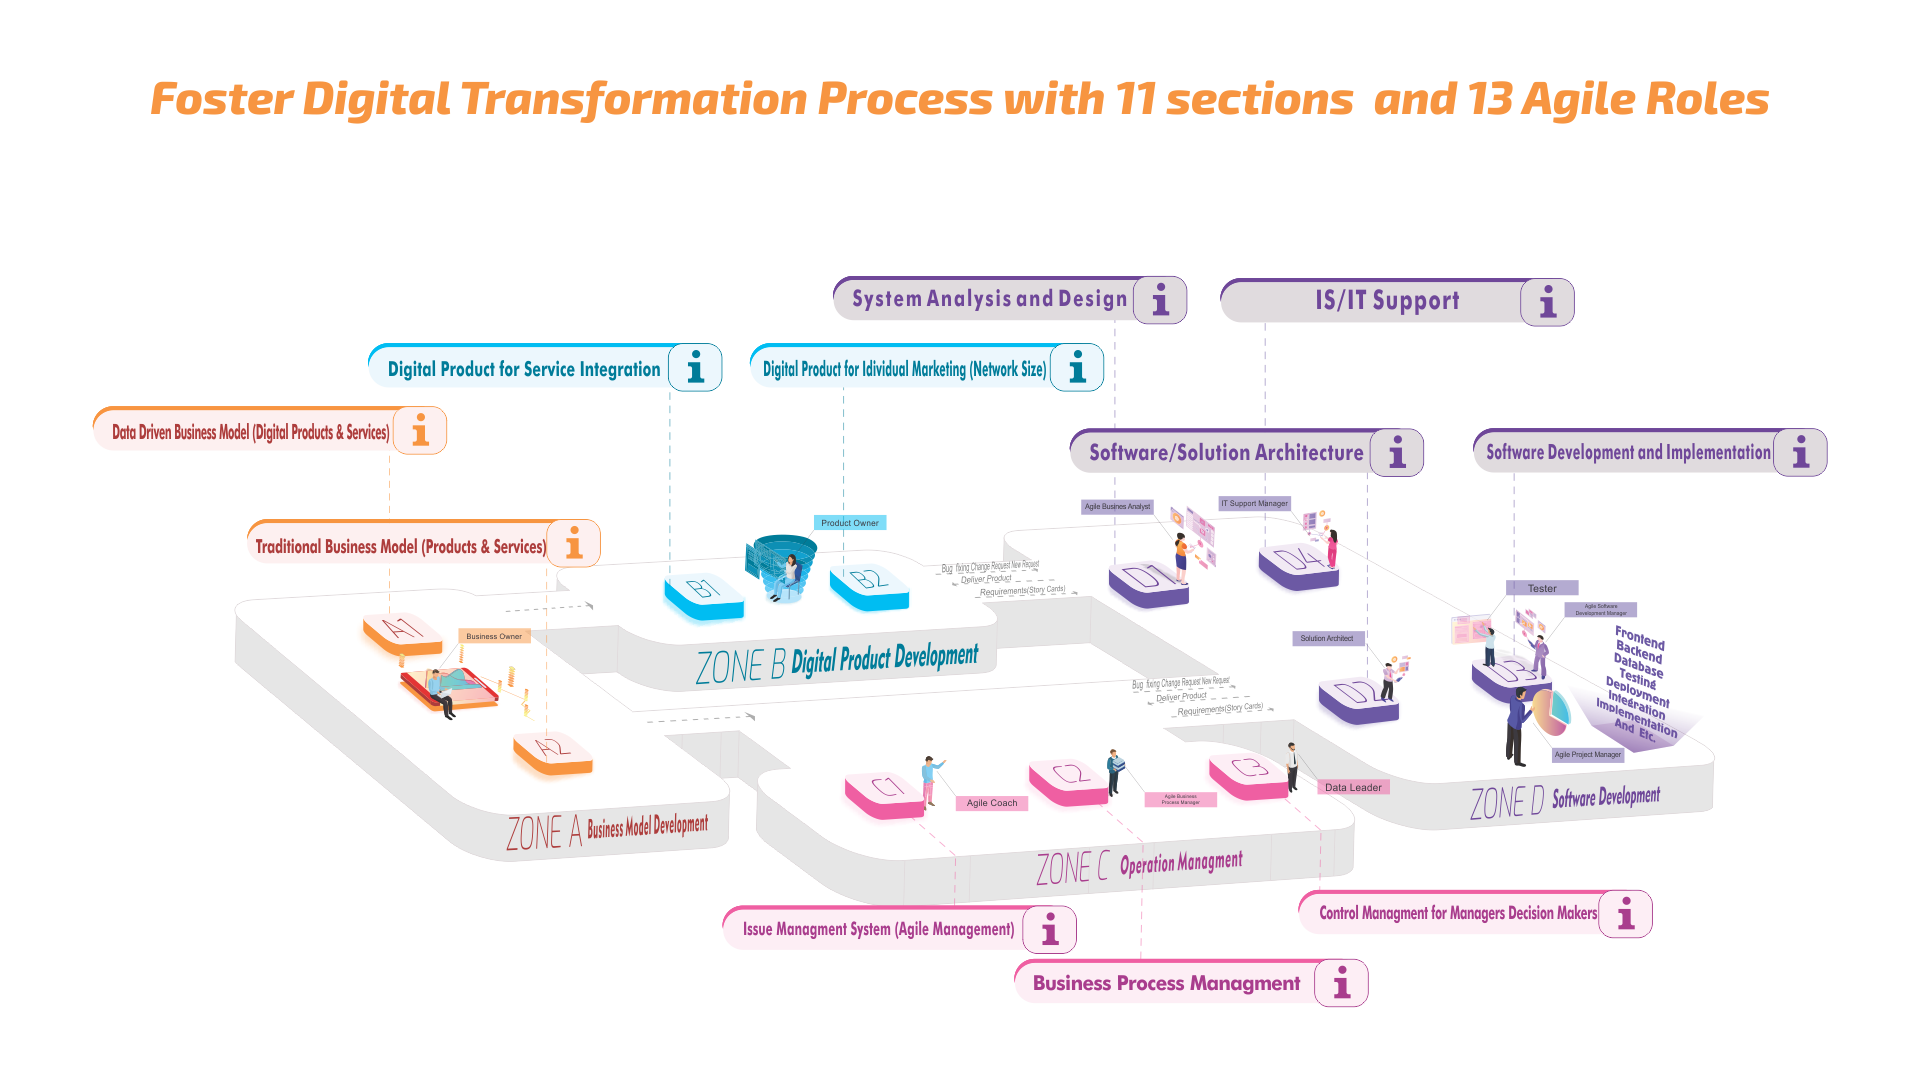 Foster Digital Transformation Process with 11 sections and 13 Agile Roles
System Analysis and Design
IS/IT Support
Digital Product for Service Integration
Digital Product for Idividual Marketing (Network Size)
Data Driven Business Model (Digital Products & Services)
Software/Solution Architecture
Software Development and Implementation
Traditional Business Model (Products & Services)
Agile Busines Analyst
IT Support Manager
Product Owner
Bug fixing Change Request New Request
Deliver Product
Requirements(Story Cards)
B1
B2
D1
D4
Tester
Agile Software
Development Manager
A1
Business Owner
Solution Architect
Frontend
Backend
Database
Testing
Deployment
Integration
Implementation
And Etc.
ZONE B Digital Product Development
D3
D2
Bug fixing Change Request New Request
Deliver Product
Requirements(Story Cards)
A2
Agile Project Manager
C1
C2
C3
Agile Coach
Agile Business
Process Manager
Data Leader
ZONE D Software Development
ZONE A Business Model Development
ZONE C Operation Managment
Control Managment for Managers Decision Makers
Issue Managment System (Agile Management)
Business Process Managment